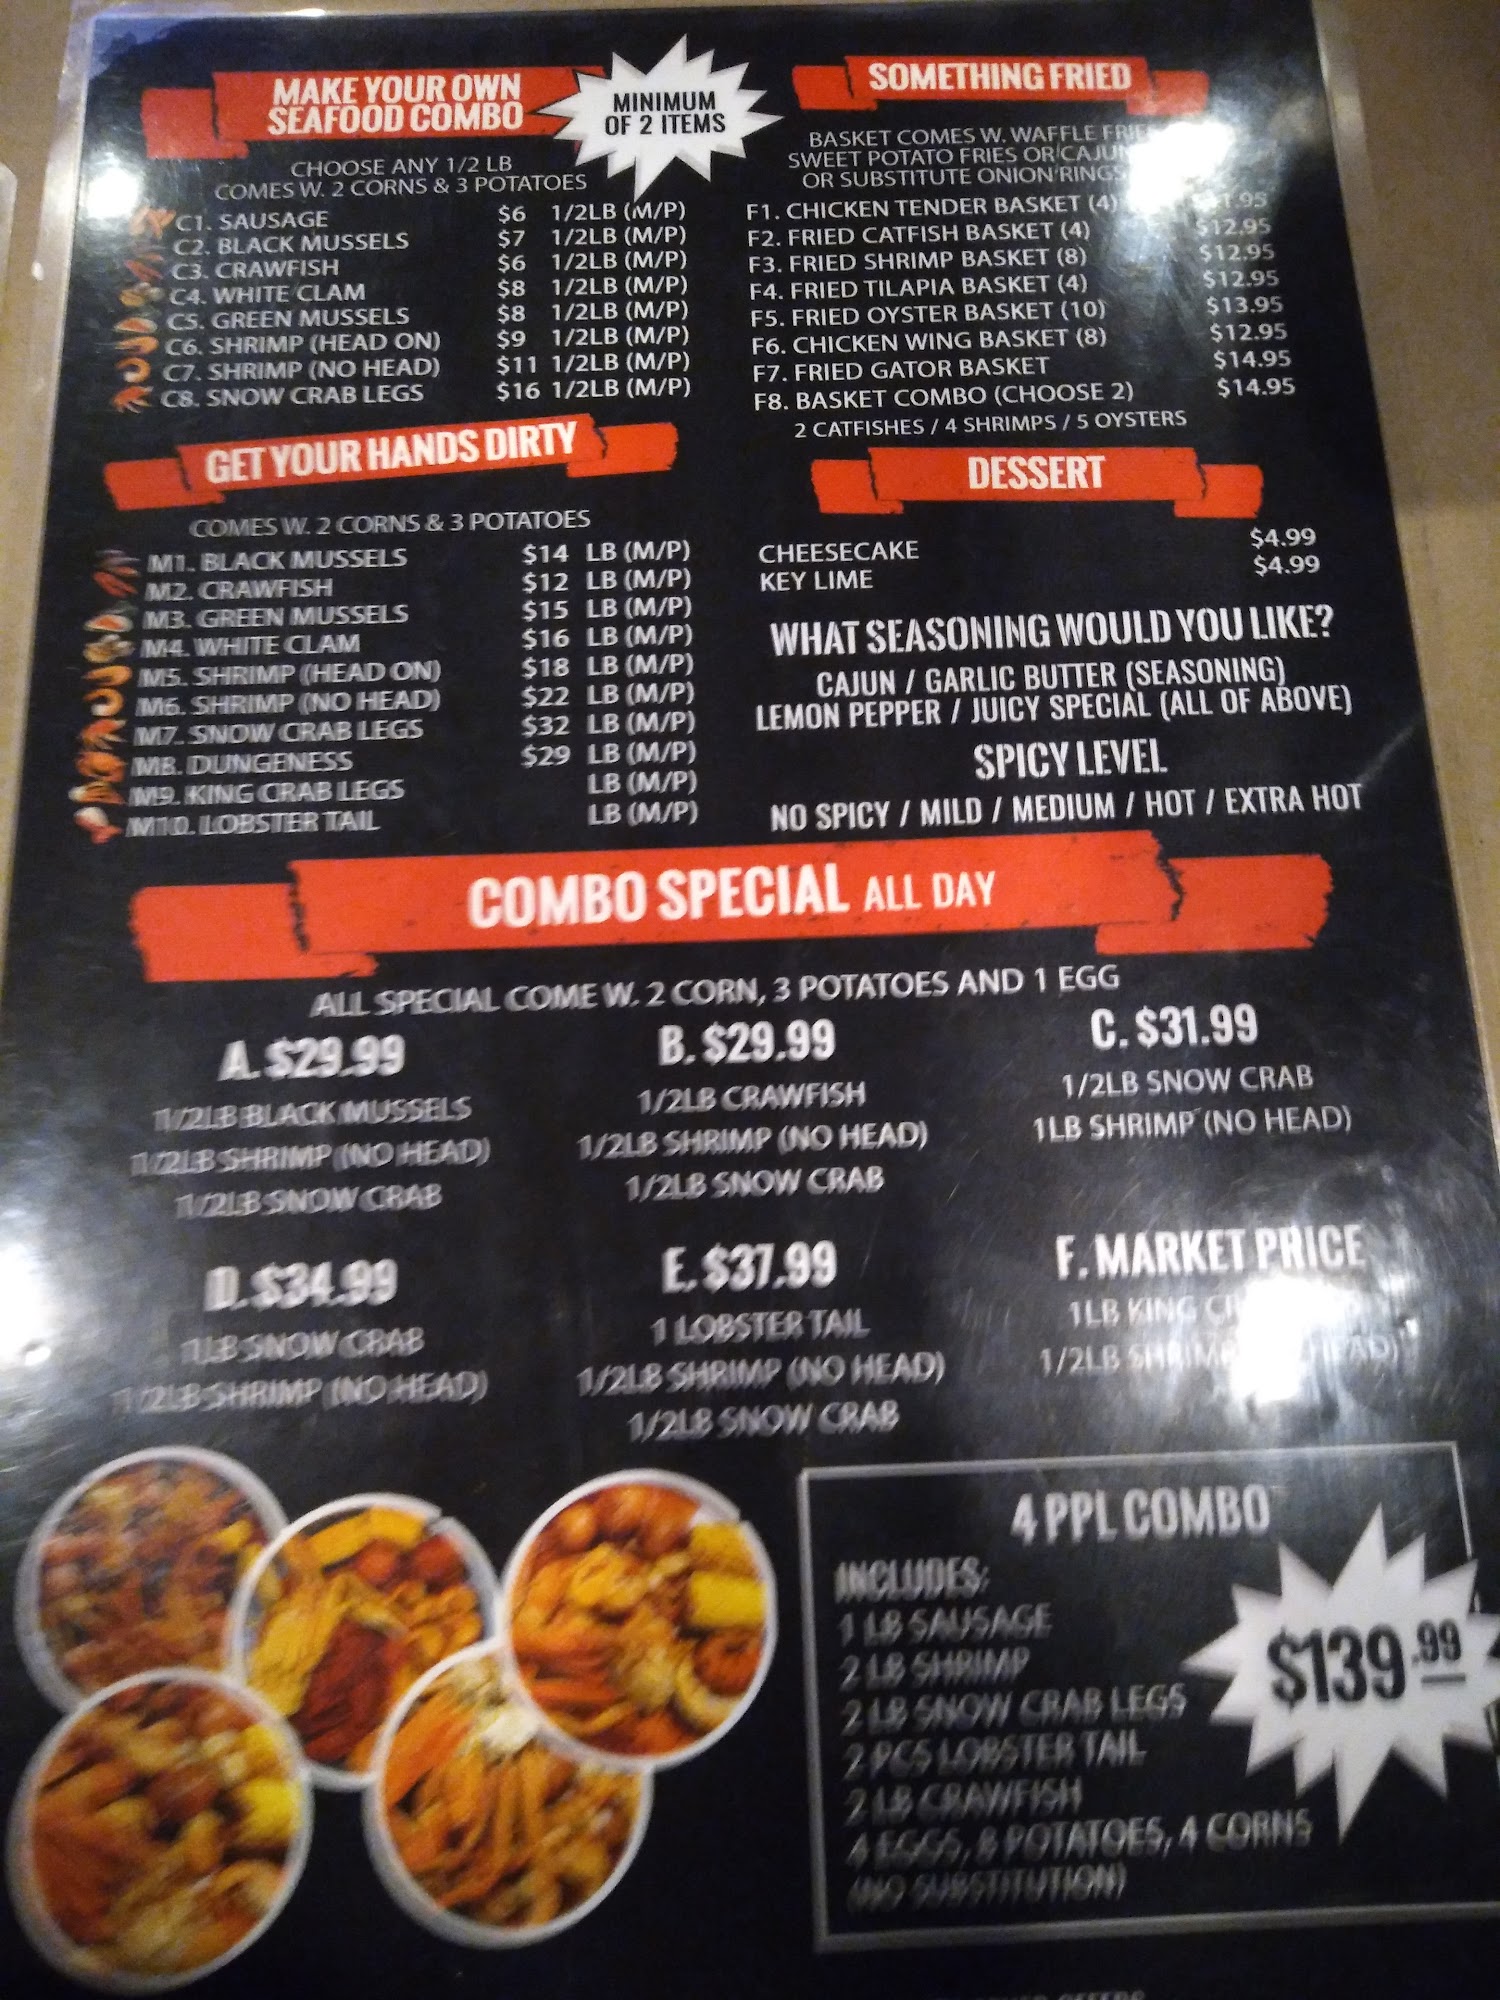 MAKE YOUR OWN
SEAFOOD COMBO
MINIMUM
OF 2 ITEMS
CHOOSE ANY 1/2 LB
COMES W. 2 CORNS & 3 POTATOES
C1. SAUSAGE $6 1/2LB (M/P)
C2. BLACK MUSSELS $7 1/2LB (M/P)
C3. CRAWFISH $6 1/2LB (M/P)
C4. WHITE CLAM $8 1/2LB (M/P)
C5. GREEN MUSSELS $8 1/2LB (M/P)
C6. SHRIMP (HEAD ON) $9 1/2LB (M/P)
C7. SHRIMP (NO HEAD) $11 1/2LB (M/P)
C8. SNOW CRAB LEGS $16 1/2LB (M/P)
GET YOUR HANDS DIRTY
COMES W. 2 CORNS & 3 POTATOES
M1. BLACK MUSSELS $14 LB (M/P)
M2. CRAWFISH $12 LB (M/P)
M3. GREEN MUSSELS $15 LB (M/P)
M4. WHITE CLAM $16 LB (M/P)
M5. SHRIMP (HEAD ON) $18 LB (M/P)
M6. SHRIMP (NO HEAD) $22 LB (M/P)
M7. SNOW CRAB LEGS $32 LB (M/P)
M8. DUNGENESS $29 LB (M/P)
M9. KING CRAB LEGS LB (M/P)
M10. LOBSTER TAIL LB (M/P)
SOMETHING FRIED
BASKET COMES W. WAFFLE
SWEET POTATO FRIES OR CAJUN
OR SUBSTITUTE ONION RINGS
F1. CHICKEN TENDER BASKET (4)
F2. FRIED CATFISH BASKET (4) $12.95
F3. FRIED SHRIMP BASKET (8) $12.95
F4. FRIED TILAPIA BASKET (4) $12.95
F5. FRIED OYSTER BASKET (10) $13.95
F6. CHICKEN WING BASKET (8) $12.95
F7. FRIED GATOR BASKET $14.95
F8. BASKET COMBO (CHOOSE 2) $14.95
2 CATFISHES / 4 SHRIMPS / 5 OYSTERS
DESSERT
CHEESECAKE $4.99
KEY LIME $4.99
WHAT SEASONING WOULD YOU LIKE?
CAJUN / GARLIC BUTTER (SEASONING)
LEMON PEPPER / JUICY SPECIAL (ALL OF ABOVE)
SPICY LEVEL
NO SPICY / MILD / MEDIUM / HOT / EXTRA HOT
COMBO SPECIAL ALL DAY
ALL SPECIAL COME W. 2 CORN, 3 POTATOES AND 1 EGG
A. $29.99
1/2LB BLACK MUSSELS
1/2LB SHRIMP (NO HEAD)
1/2LB SNOW CRAB
B. $29.99
1/2LB CRAWFISH
1/2LB SHRIMP (NO HEAD)
1/2LB SNOW CRAB
C. $31.99
1/2LB SNOW CRAB
1LB SHRIMP (NO HEAD)
D. $34.99
1LB SNOW CRAB
1/2LB SHRIMP (NO HEAD)
E. $37.99
1 LOBSTER TAIL
1/2LB SHRIMP (NO HEAD)
1/2LB SNOW CRAB
F. MARKET PRICE
1LB KING
1/2LB SHRIMP HEAD)
4 PPL COMBO
INCLUDES:
1 LB SAUSAGE
2 LB SHRIMP
2 LB SNOW CRAB LEGS
2 PCS LOBSTER TAIL
2 LB CRAWFISH
4 EGGS, 8 POTATOES, 4 CORNS
(NO SUBSTITUTION)
$139.99